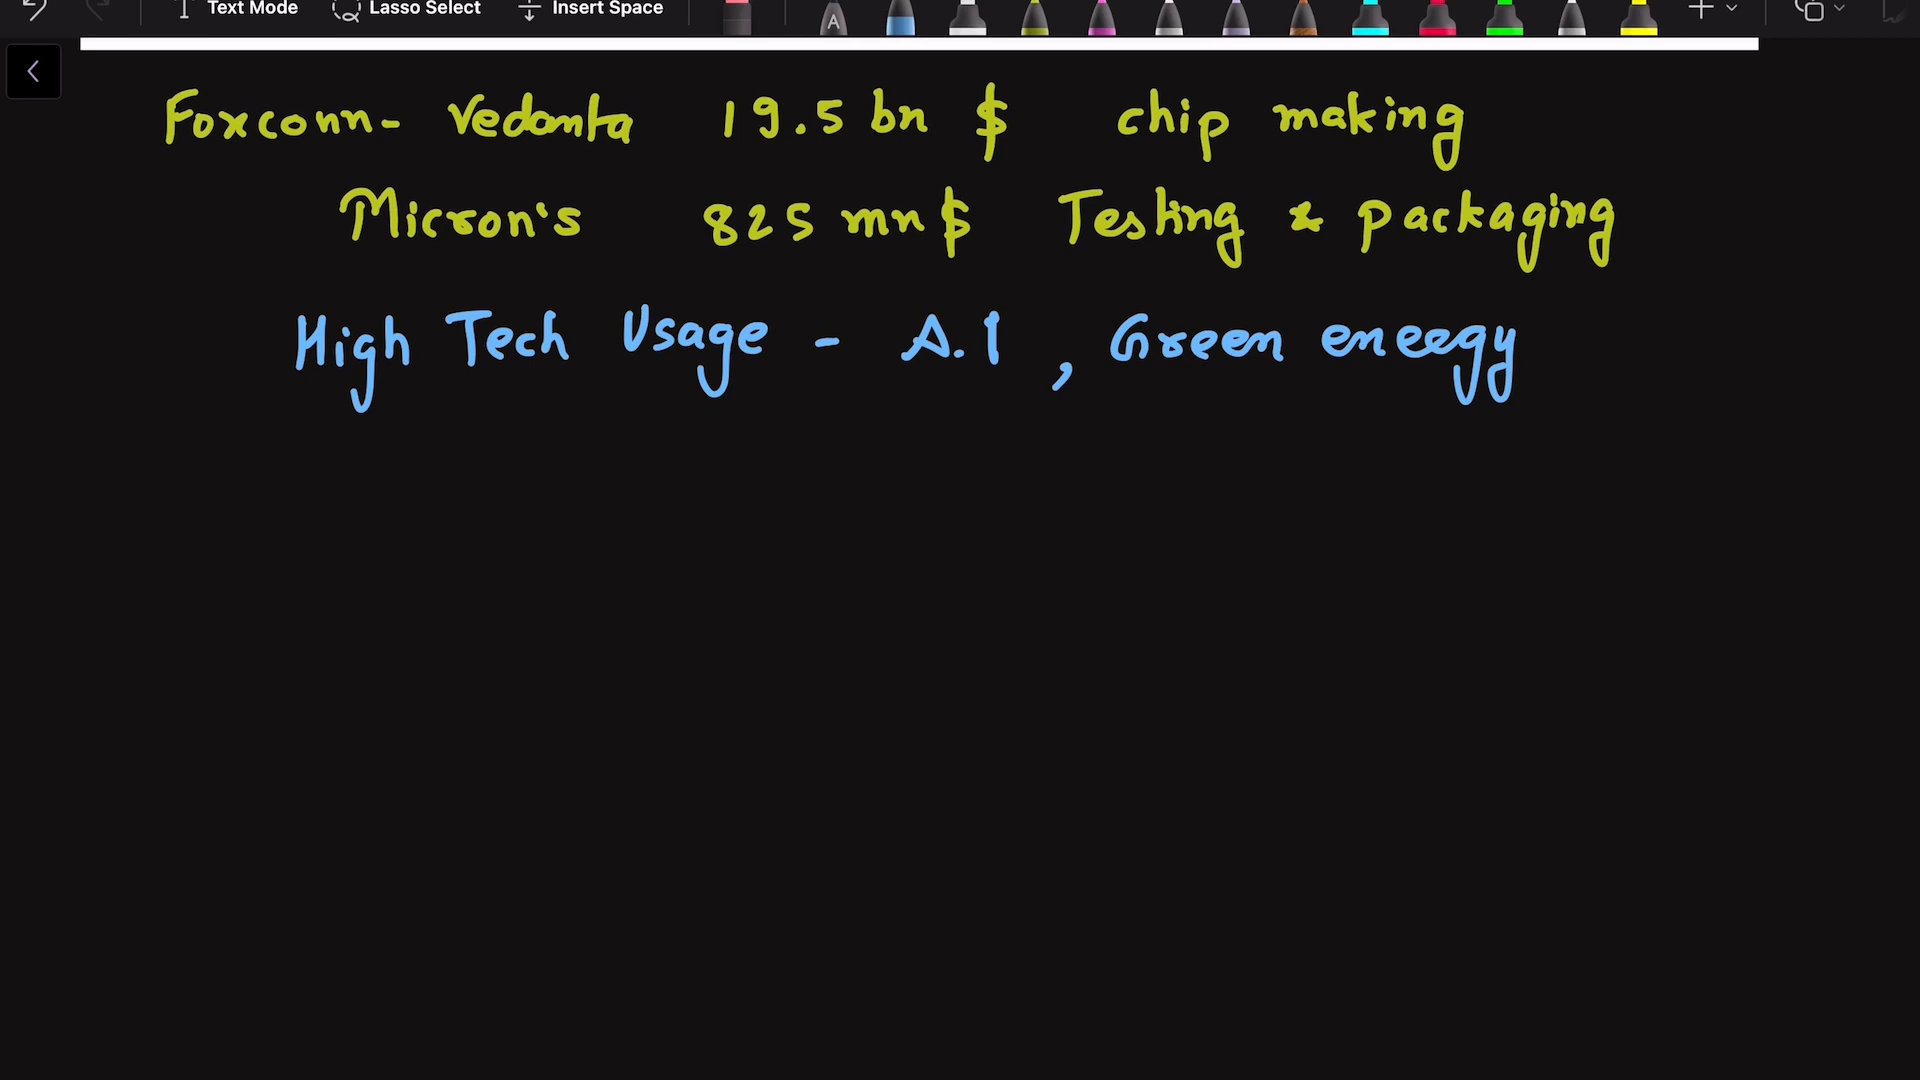 Text Mode Lasso Select Insert Space
Foxconn- Vedanta 19.5 bn $ chip making
Micron's 825 mn $ Testing & packaging
High Tech Usage - A.I , Green energy